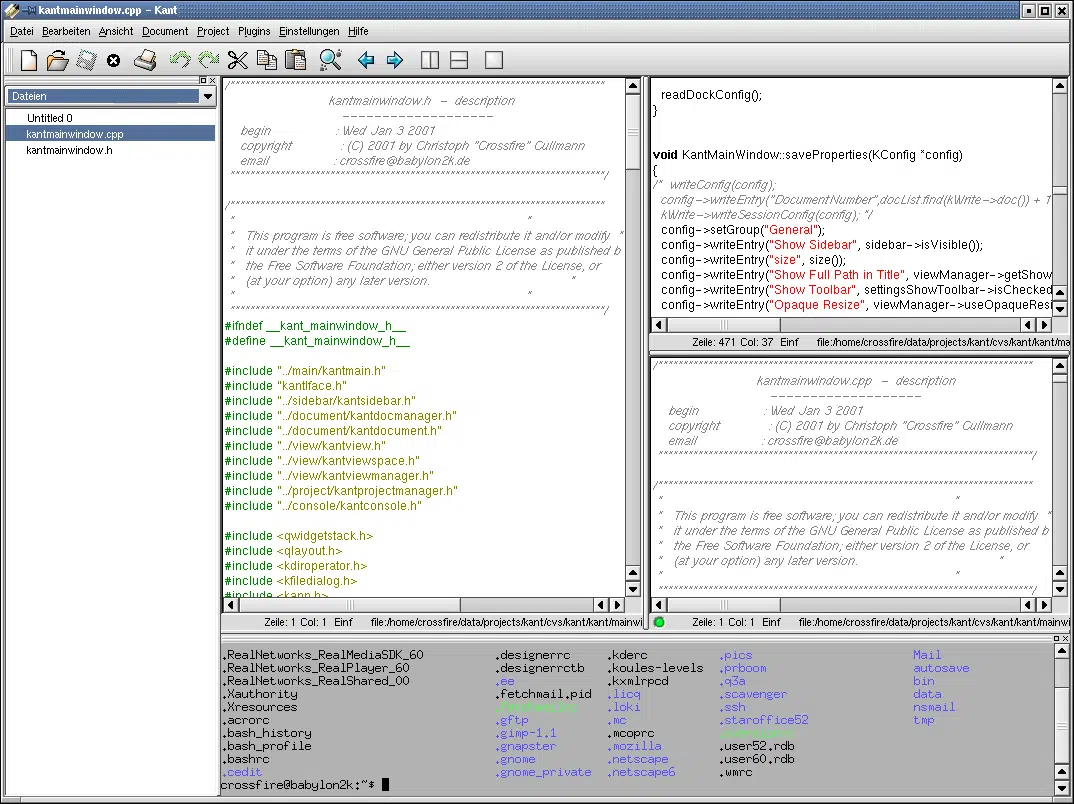 kantmainwindow.cpp - Kant
Datei Bearbeiten Ansicht Document Project Plugins Einstellungen Hilfe
Dateien
Untitled 0
kantmainwindow.cpp
kantmainwindow.h
/************************************************************************
kantmainwindow.h - description
-------------------
begin : Wed Jan 3 2001
copyright : (C) 2001 by Christoph "Crossfire" Cullmann
email : crossfire@babylon2k.de
************************************************************************/
/************************************************************************
* *
* This program is free software; you can redistribute it and/or modify *
* it under the terms of the GNU General Public License as published b
* the Free Software Foundation; either version 2 of the License, or
* (at your option) any later version. *
* *
************************************************************************/
#ifndef __kant_mainwindow_h__
#define __kant_mainwindow_h__
#include "../main/kantmain.h"
#include "kantIface.h"
#include "../sidebar/kantsidebar.h"
#include "../document/kantdocmanager.h"
#include "../document/kantdocument.h"
#include "../view/kantview.h"
#include "../view/kantviewspace.h"
#include "../view/kantviewmanager.h"
#include "../project/kantprojectmanager.h"
#include "../console/kantconsole.h"
#include <qwidgetstack.h>
#include <qlayout.h>
#include <kdiroperator.h>
#include <kfiledialog.h>
#include <kapp.h>
Zeile: 1 Col: 1 Einf file:/home/crossfire/data/projects/kant/cvs/kant/kant/mainwi
readDockConfig();
}
void KantMainWindow::saveProperties(KConfig *config)
{
/* writeConfig(config);
config->writeEntry("DocumentNumber",docList.find(kWrite->doc()) + 1
kWrite->writeSessionConfig(config); */
config->setGroup("General");
config->writeEntry("Show Sidebar", sidebar->isVisible());
config->writeEntry("size", size());
config->writeEntry("Show Full Path in Title", viewManager->getShow
config->writeEntry("Show Toolbar", settingsShowToolbar->isChecked
config->writeEntry("Opaque Resize", viewManager->useOpaqueResi
Zeile: 471 Col: 37 Einf file:/home/crossfire/data/projects/kant/cvs/kant/kant/ma
/************************************************************************
kantmainwindow.cpp - description
-------------------
begin : Wed Jan 3 2001
copyright : (C) 2001 by Christoph "Crossfire" Cullmann
email : crossfire@babylon2k.de
************************************************************************/
/************************************************************************
* *
* This program is free software; you can redistribute it and/or modify *
* it under the terms of the GNU General Public License as published b
* the Free Software Foundation; either version 2 of the License, or
* (at your option) any later version. *
* *
************************************************************************/
Zeile: 1 Col: 1 Einf file:/home/crossfire/data/projects/kant/cvs/kant/kant/mainwi
.RealNetworks_RealMediaSDK_60 .designerrc .kderc .pics Mail
.RealNetworks_RealPlayer_60 .designerrctb .koules-levels .prboom autosave
.RealNetworks_RealShared_00 .ee .kxmlrpcd .q3a bin
.Xauthority .fetchmail.pid .licq .scavenger data
.Xresources .loki .ssh nsmail
.acrorc .gftp .mc .staroffice52 tmp
.bash_history .gimp-1.1 .mcoprc
.bash_profile .gnapster .mozilla .user52.rdb
.bashrc .gnome .netscape .user60.rdb
.cedit .gnome_private .netscape6 .wmrc
crossfire@babylon2k:~$